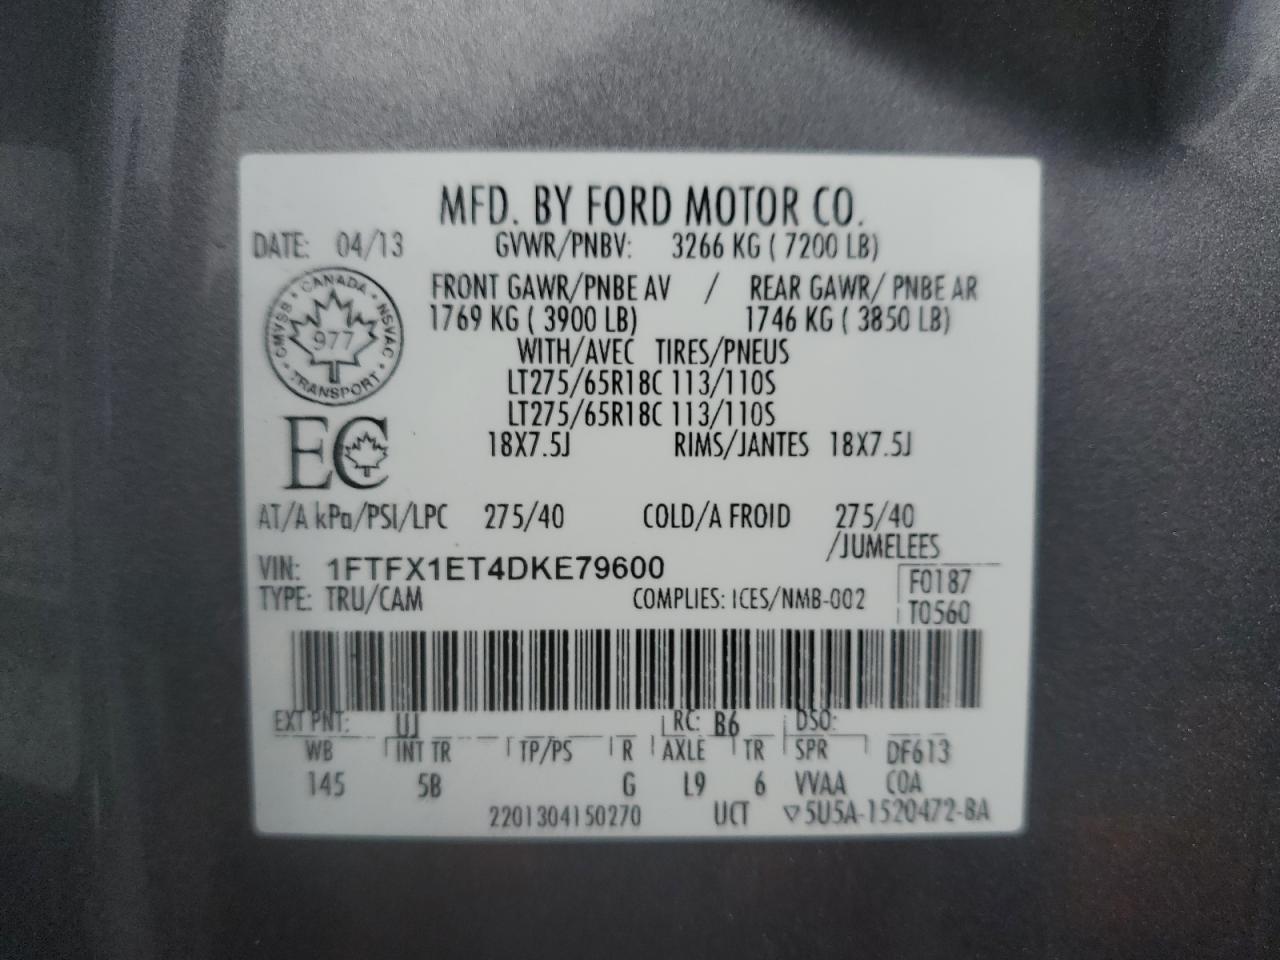 MFD. BY FORD MOTOR CO.
DATE: 04/13 GVWR/PNBV: 3266 KG ( 7200 LB)
FRONT GAWR/PNBE AV / REAR GAWR/ PNBE AR
1769 KG ( 3900 LB) 1746 KG ( 3850 LB)
WITH/AVEC TIRES/PNEUS
LT275/65R18C 113/110S
LT275/65R18C 113/110S
18X7.5J RIMS/JANTES 18X7.5J
CANADA
CMVSS NSVAC
977
TRANSPORT
EC
AT/A kPa/PSI/LPC 275/40 COLD/A FROID 275/40
/JUMELEES
VIN: 1FTFX1ET4DKE79600
F0187
TYPE: TRU/CAM COMPLIES: ICES/NMB-002
T0560
EXT PNT: UJ RC: B6 DSO:
WB INT TR TP/PS R AXLE TR SPR DF613
145 5B G L9 6 VVAA COA
2201304150270 UCT ▽5U5A-1520472-BA